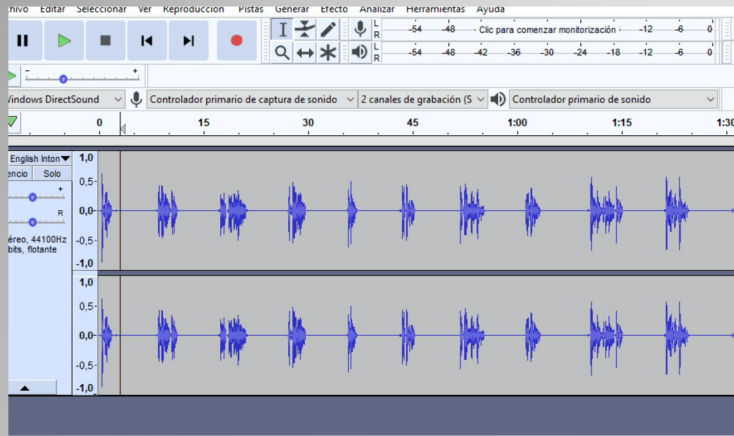 hivo Editar Seleccionar Ver Reproducción Pistas Generar Efecto Analizar Herramientas Ayuda
L
R
-54 -48 - Clic para comenzar monitorización - -12 -6 0
L
R
-54 -48 -42 -36 -30 -24 -18 -12 -6 0
- +
Windows DirectSound Controlador primario de captura de sonido 2 canales de grabación (S Controlador primario de sonido
0 15 30 45 1:00 1:15 1:30
English Inton 1,0
encio Solo
0,5
- +
0,0
R
éreo, 44100Hz
-0,5
bits, flotante
-1,0
1,0
0,5
0,0
-0,5
-1,0